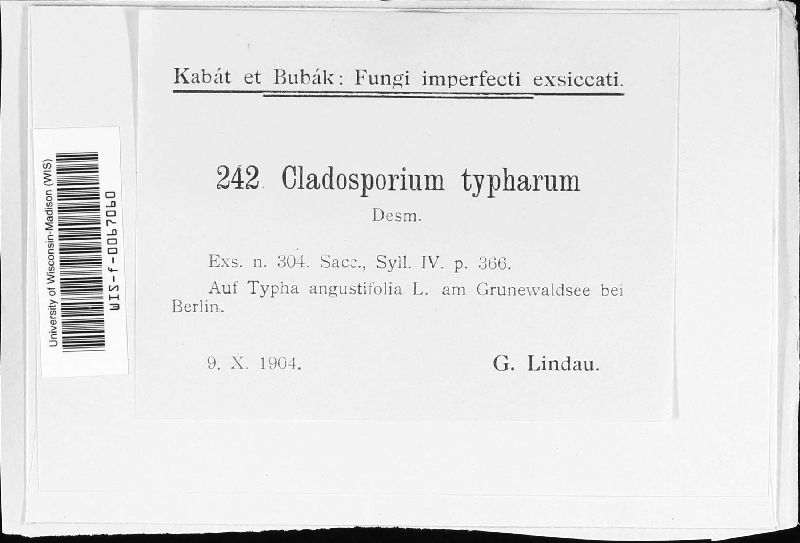 Kabát et Bubák: Fungi imperfecti exsiccati.
242. Cladosporium typharum
Desm.
Exs. n. 304. Sacc., Syll. IV. p. 366.
Auf Typha angustifolia L. am Grunewaldsee bei
Berlin.
9. X. 1904. G. Lindau.
University of Wisconsin-Madison (WIS)
WIS-f-0067060